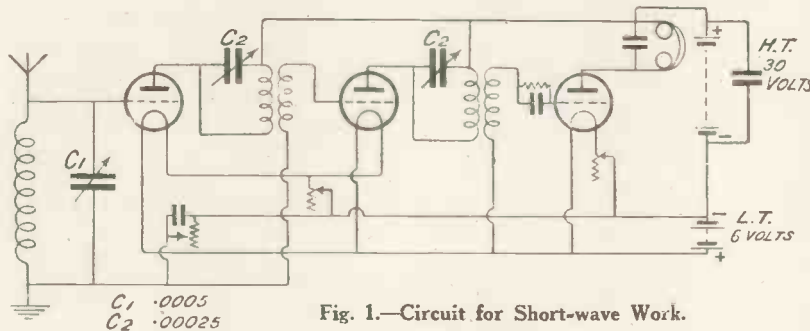 C2
C2
+
H.T.
30
VOLTS
C1
−
−
L.T.
6 VOLTS
+
C1 .0005
C2 .00025
Fig. 1.—Circuit for Short-wave Work.